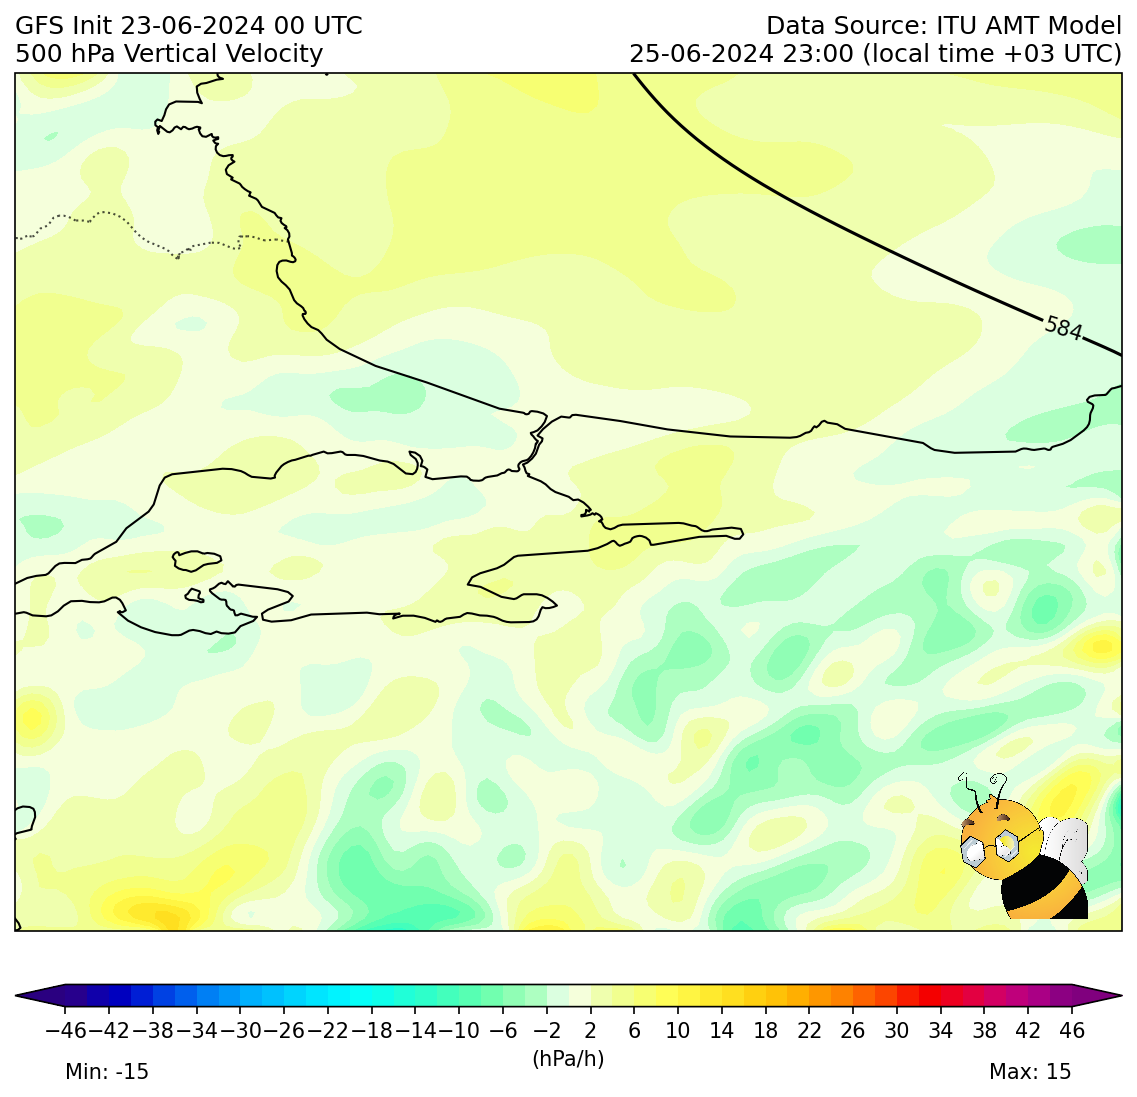 GFS Init 23-06-2024 00 UTC
Data Source: ITU AMT Model
500 hPa Vertical Velocity
25-06-2024 23:00 (local time +03 UTC)
584
−46 −42 −38 −34 −30 −26 −22 −18 −14 −10 −6 −2 2 6 10 14 18 22 26 30 34 38 42 46
(hPa/h)
Min: -15
Max: 15